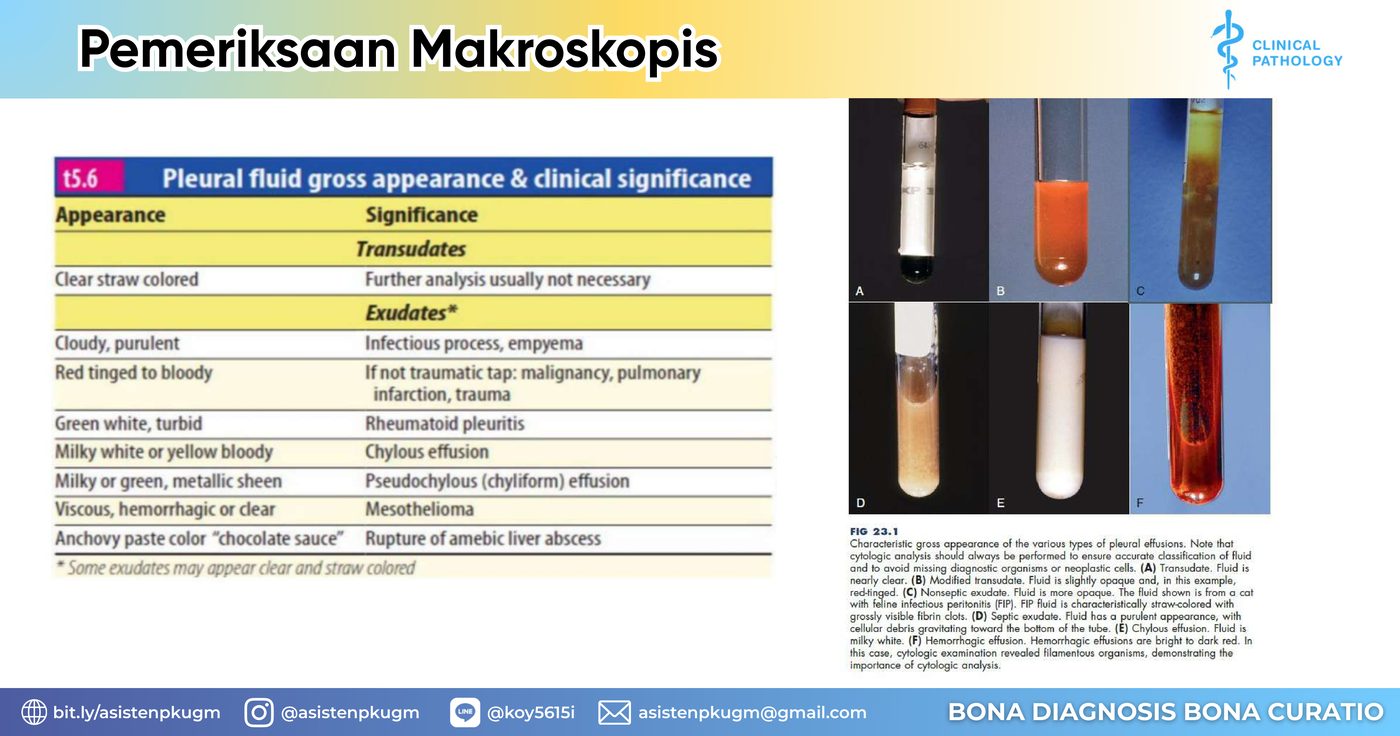 Pemeriksaan Makroskopis
CLINICAL
PATHOLOGY
t5.6 Pleural fluid gross appearance & clinical significance
Appearance Significance
Transudates
Clear straw colored Further analysis usually not necessary
Exudates*
Cloudy, purulent Infectious process, empyema
Red tinged to bloody If not traumatic tap: malignancy, pulmonary
infarction, trauma
Green white, turbid Rheumatoid pleuritis
Milky white or yellow bloody Chylous effusion
Milky or green, metallic sheen Pseudochylous (chyliform) effusion
Viscous, hemorrhagic or clear Mesothelioma
Anchovy paste color “chocolate sauce” Rupture of amebic liver abscess
* Some exudates may appear clear and straw colored
A B C
D E F
FIG 23.1
Characteristic gross appearance of the various types of pleural effusions. Note that
cytologic analysis should always be performed to ensure accurate classification of fluid
and to avoid missing diagnostic organisms or neoplastic cells. (A) Transudate. Fluid is
nearly clear. (B) Modified transudate. Fluid is slightly opaque and, in this example,
red-tinged. (C) Nonseptic exudate. Fluid is more opaque. The fluid shown is from a cat
with feline infectious peritonitis (FIP). FIP fluid is characteristically straw-colored with
grossly visible fibrin clots. (D) Septic exudate. Fluid has a purulent appearance, with
cellular debris gravitating toward the bottom of the tube. (E) Chylous effusion. Fluid is
milky white. (F) Hemorrhagic effusion. Hemorrhagic effusions are bright to dark red. In
this case, cytologic examination revealed filamentous organisms, demonstrating the
importance of cytologic analysis.
bit.ly/asistenpkugm @asistenpkugm LINE @koy5615i asistenpkugm@gmail.com BONA DIAGNOSIS BONA CURATIO